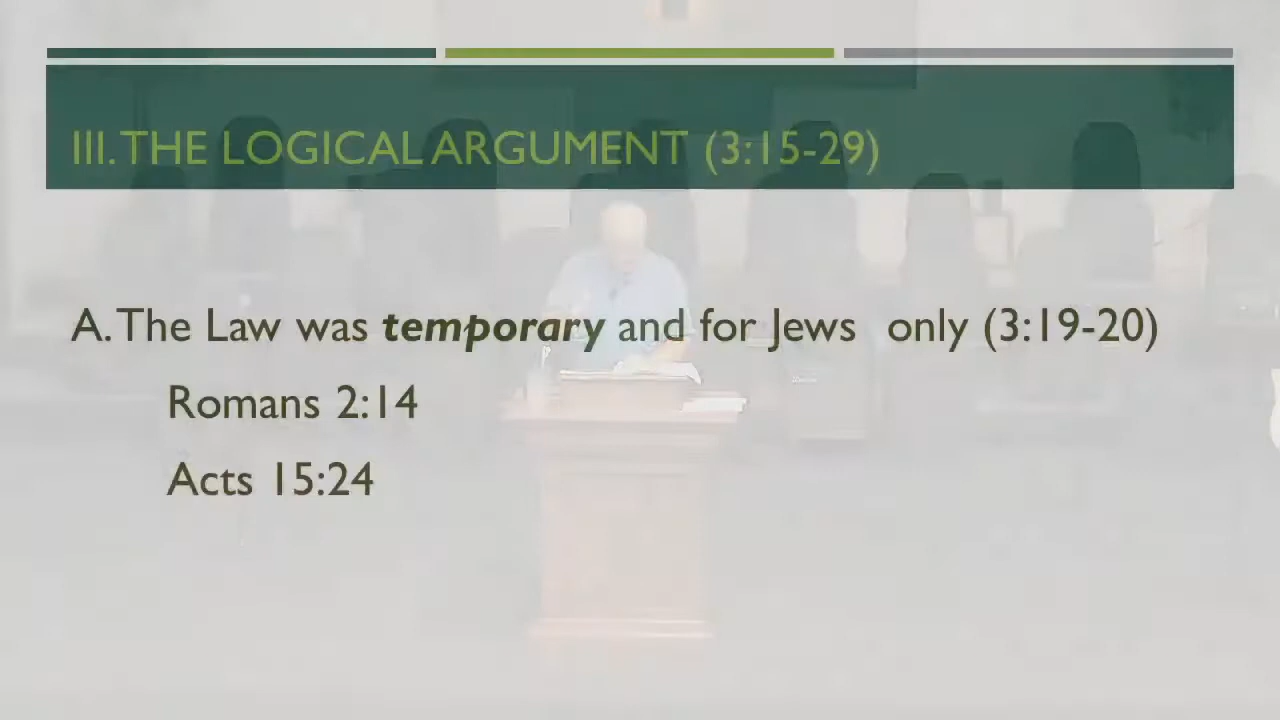 III. THE LOGICAL ARGUMENT (3:15-29)
A. The Law was temporary and for Jews only (3:19-20)
Romans 2:14
Acts 15:24